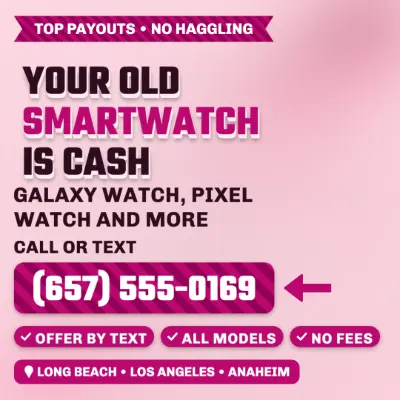 TOP PAYOUTS • NO HAGGLING
YOUR OLD
SMARTWATCH
IS CASH
GALAXY WATCH, PIXEL
WATCH AND MORE
CALL OR TEXT
(657) 555-0169
OFFER BY TEXT
ALL MODELS
NO FEES
LONG BEACH • LOS ANGELES • ANAHEIM